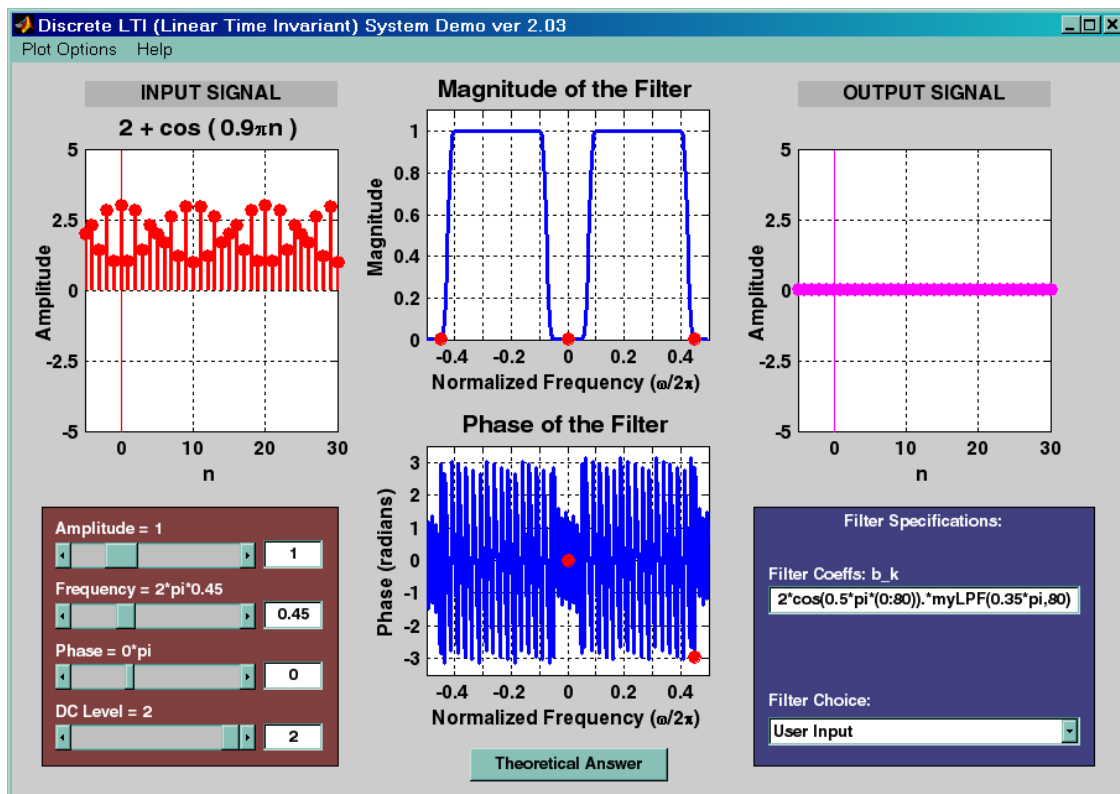 Discrete LTI (Linear Time Invariant) System Demo ver 2.03
Plot Options Help
INPUT SIGNAL
2 + cos ( 0.9πn )
5
2.5
0
-2.5
-5
Amplitude
0 10 20 30
n
Magnitude of the Filter
1
0.8
0.6
0.4
0.2
0
Magnitude
-0.4 -0.2 0 0.2 0.4
Normalized Frequency (ω/2π)
OUTPUT SIGNAL
5
2.5
0
-2.5
-5
Amplitude
0 10 20 30
n
Phase of the Filter
3
2
1
0
-1
-2
-3
Phase (radians)
-0.4 -0.2 0 0.2 0.4
Normalized Frequency (ω/2π)
Amplitude = 1
1
Frequency = 2*pi*0.45
0.45
Phase = 0*pi
0
DC Level = 2
2
Theoretical Answer
Filter Specifications:
Filter Coeffs: b_k
2*cos(0.5*pi*(0:80)).*myLPF(0.35*pi,80)
Filter Choice:
User Input